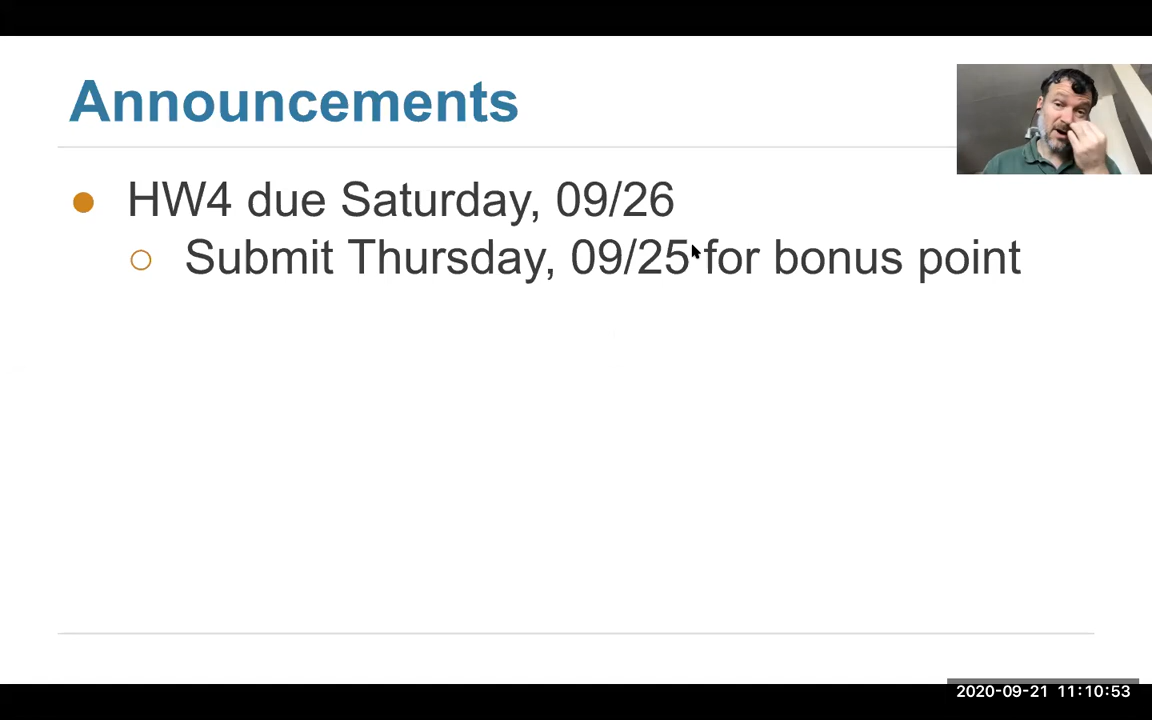 Announcements
HW4 due Saturday, 09/26
Submit Thursday, 09/25 for bonus point
2020-09-21 11:10:53